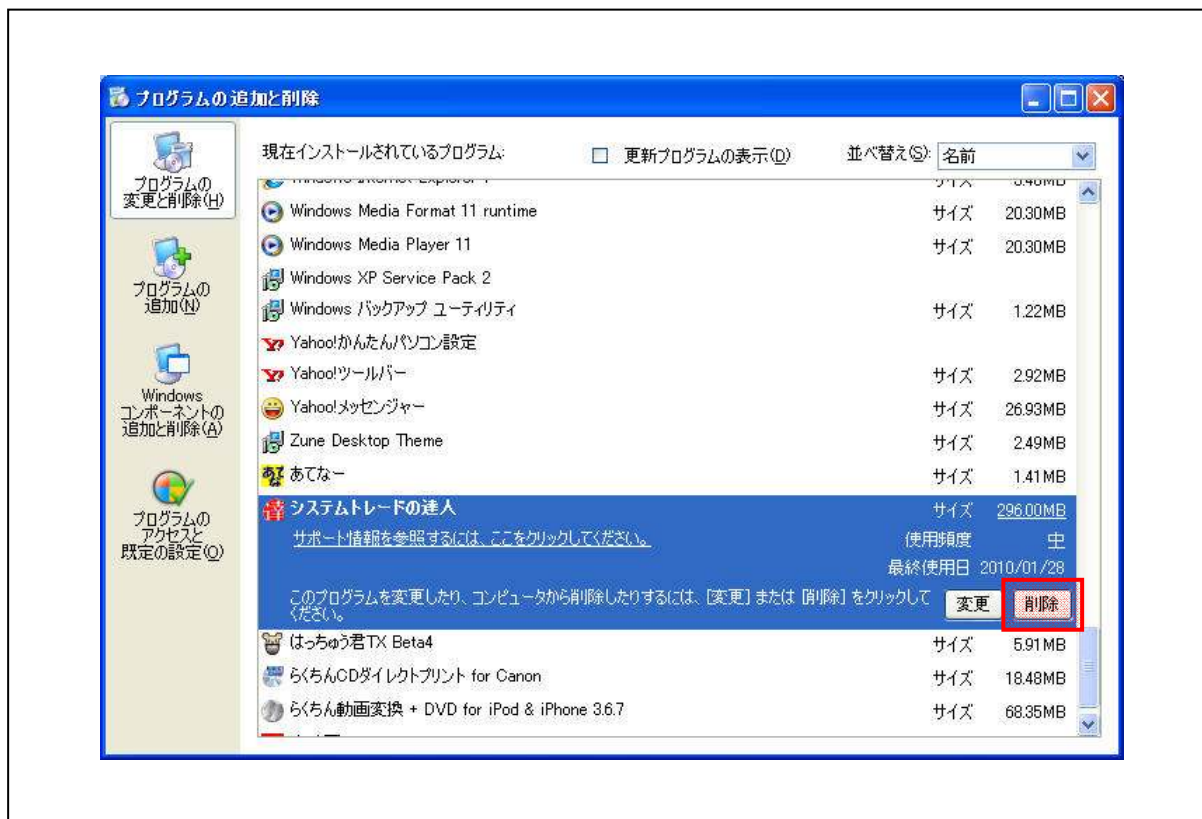 プログラムの追加と削除
プログラムの
変更と削除(H)
プログラムの
追加(N)
Windows
コンポーネントの
追加と削除(A)
プログラムの
アクセスと
既定の設定(O)
現在インストールされているプログラム:
更新プログラムの表示(D)
並べ替え(S):
名前
Windows Media Format 11 runtime サイズ 20.30MB
Windows Media Player 11 サイズ 20.30MB
Windows XP Service Pack 2
Windows バックアップ ユーティリティ サイズ 1.22MB
Yahoo!かんたんパソコン設定
Yahoo!ツールバー サイズ 2.92MB
Yahoo!メッセンジャー サイズ 26.93MB
Zune Desktop Theme サイズ 2.49MB
あてなー サイズ 1.41MB
システムトレードの達人 サイズ 296.00MB
サポート情報を参照するには、ここをクリックしてください。 使用頻度 中
最終使用日 2010/01/28
このプログラムを変更したり、コンピュータから削除したりするには、[変更] または [削除] をクリックして
ください。
変更 削除
はっちゅう君TX Beta4 サイズ 5.91MB
らくちんCDダイレクトプリント for Canon サイズ 18.48MB
らくちん動画変換 + DVD for iPod & iPhone 3.6.7 サイズ 68.35MB